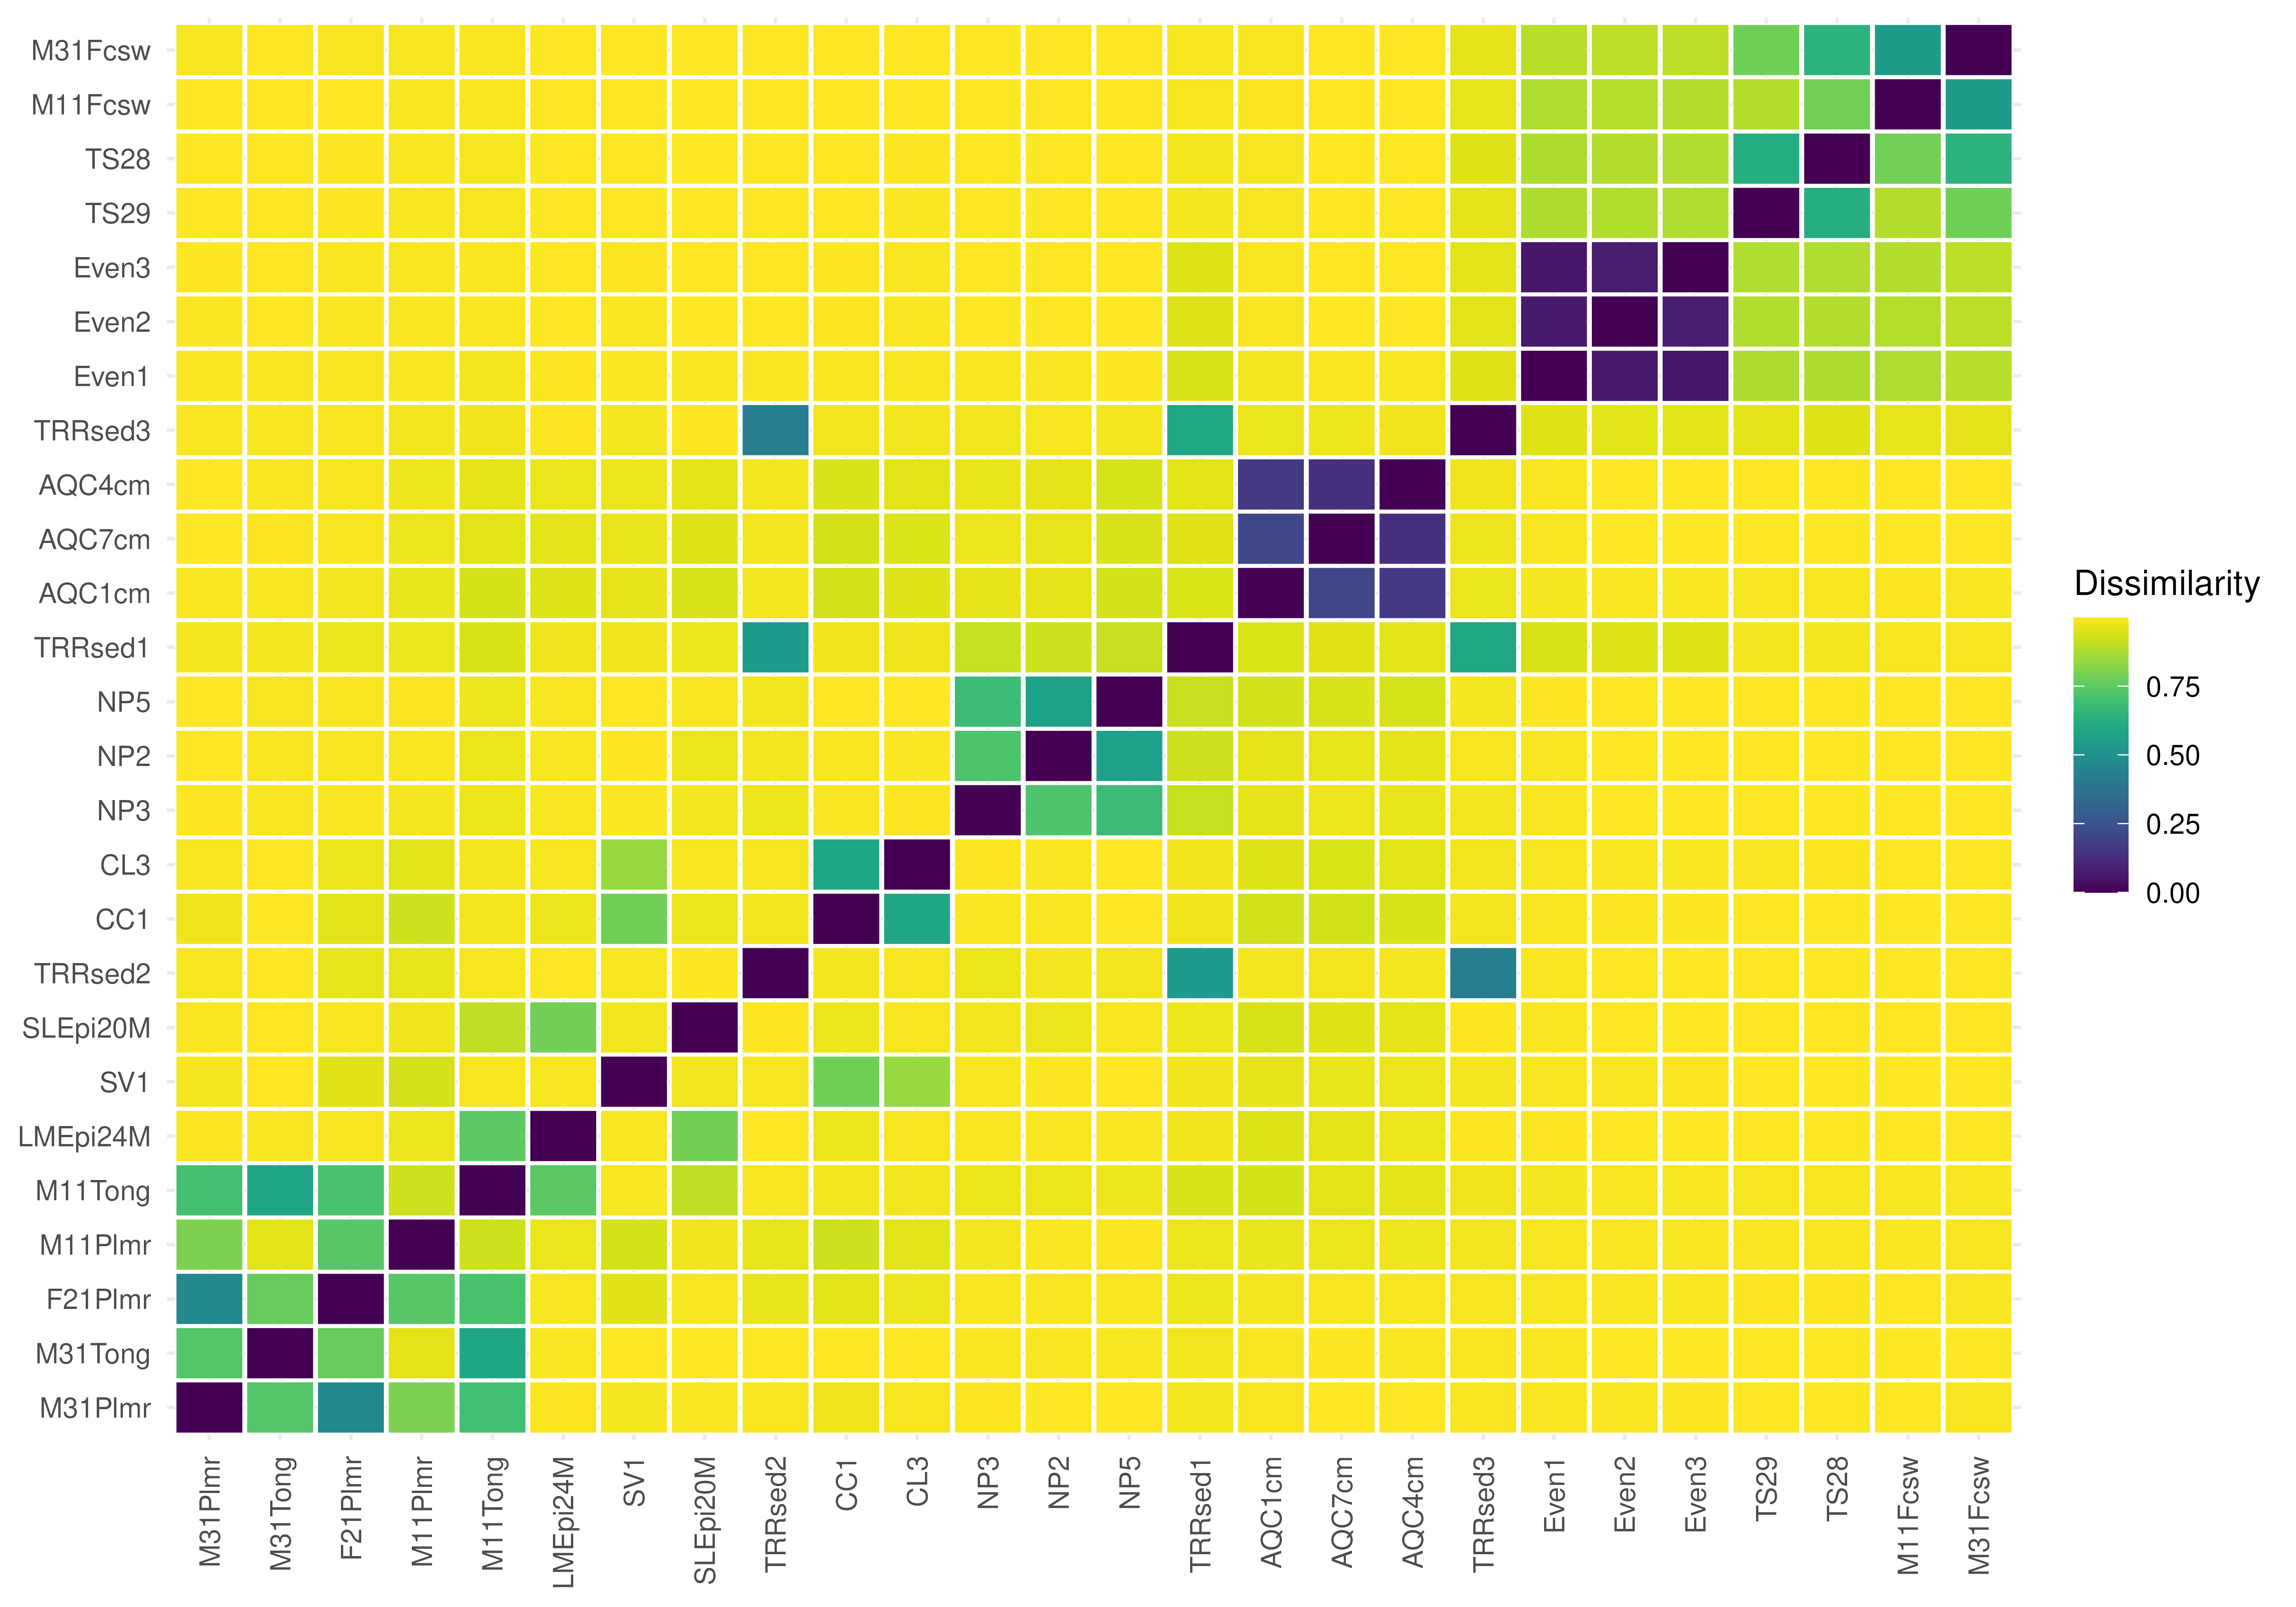 M31Fcsw
M11Fcsw
TS28
TS29
Even3
Even2
Even1
TRRsed3
AQC4cm
AQC7cm
AQC1cm
TRRsed1
NP5
NP2
NP3
CL3
CC1
TRRsed2
SLEpi20M
SV1
LMEpi24M
M11Tong
M11Plmr
F21Plmr
M31Tong
M31Plmr
M31Plmr
M31Tong
F21Plmr
M11Plmr
M11Tong
LMEpi24M
SV1
SLEpi20M
TRRsed2
CC1
CL3
NP3
NP2
NP5
TRRsed1
AQC1cm
AQC7cm
AQC4cm
TRRsed3
Even1
Even2
Even3
TS29
TS28
M11Fcsw
M31Fcsw
Dissimilarity
0.75
0.50
0.25
0.00